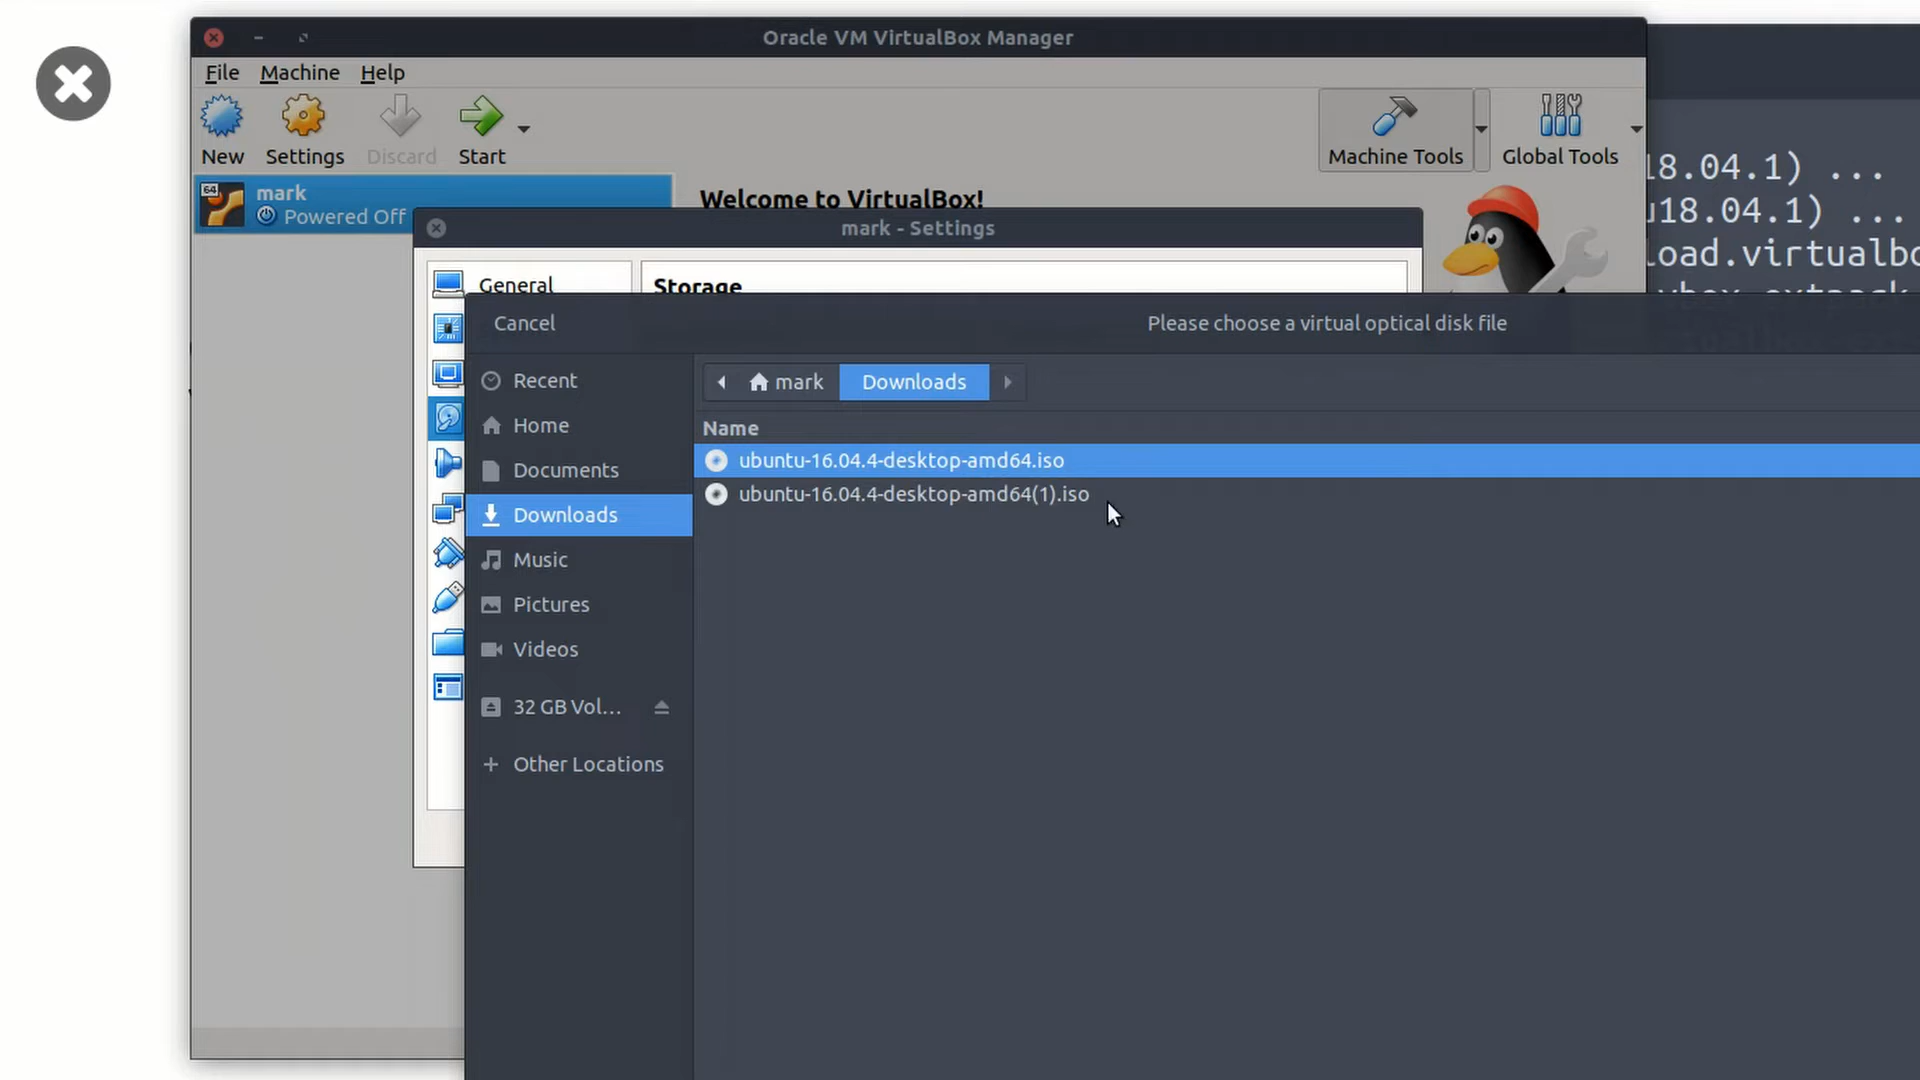 Oracle VM VirtualBox Manager
File Machine Help
New Settings Discard Start Machine Tools Global Tools
64 mark
Powered Off
Welcome to VirtualBox!
18.04.1) ...
u18.04.1) ...
load.virtualbo
mark - Settings
General
Storage
Cancel Please choose a virtual optical disk file
Recent
Home
Documents
Downloads
Music
Pictures
Videos
32 GB Vol...
Other Locations
mark Downloads
Name
ubuntu-16.04.4-desktop-amd64.iso
ubuntu-16.04.4-desktop-amd64(1).iso